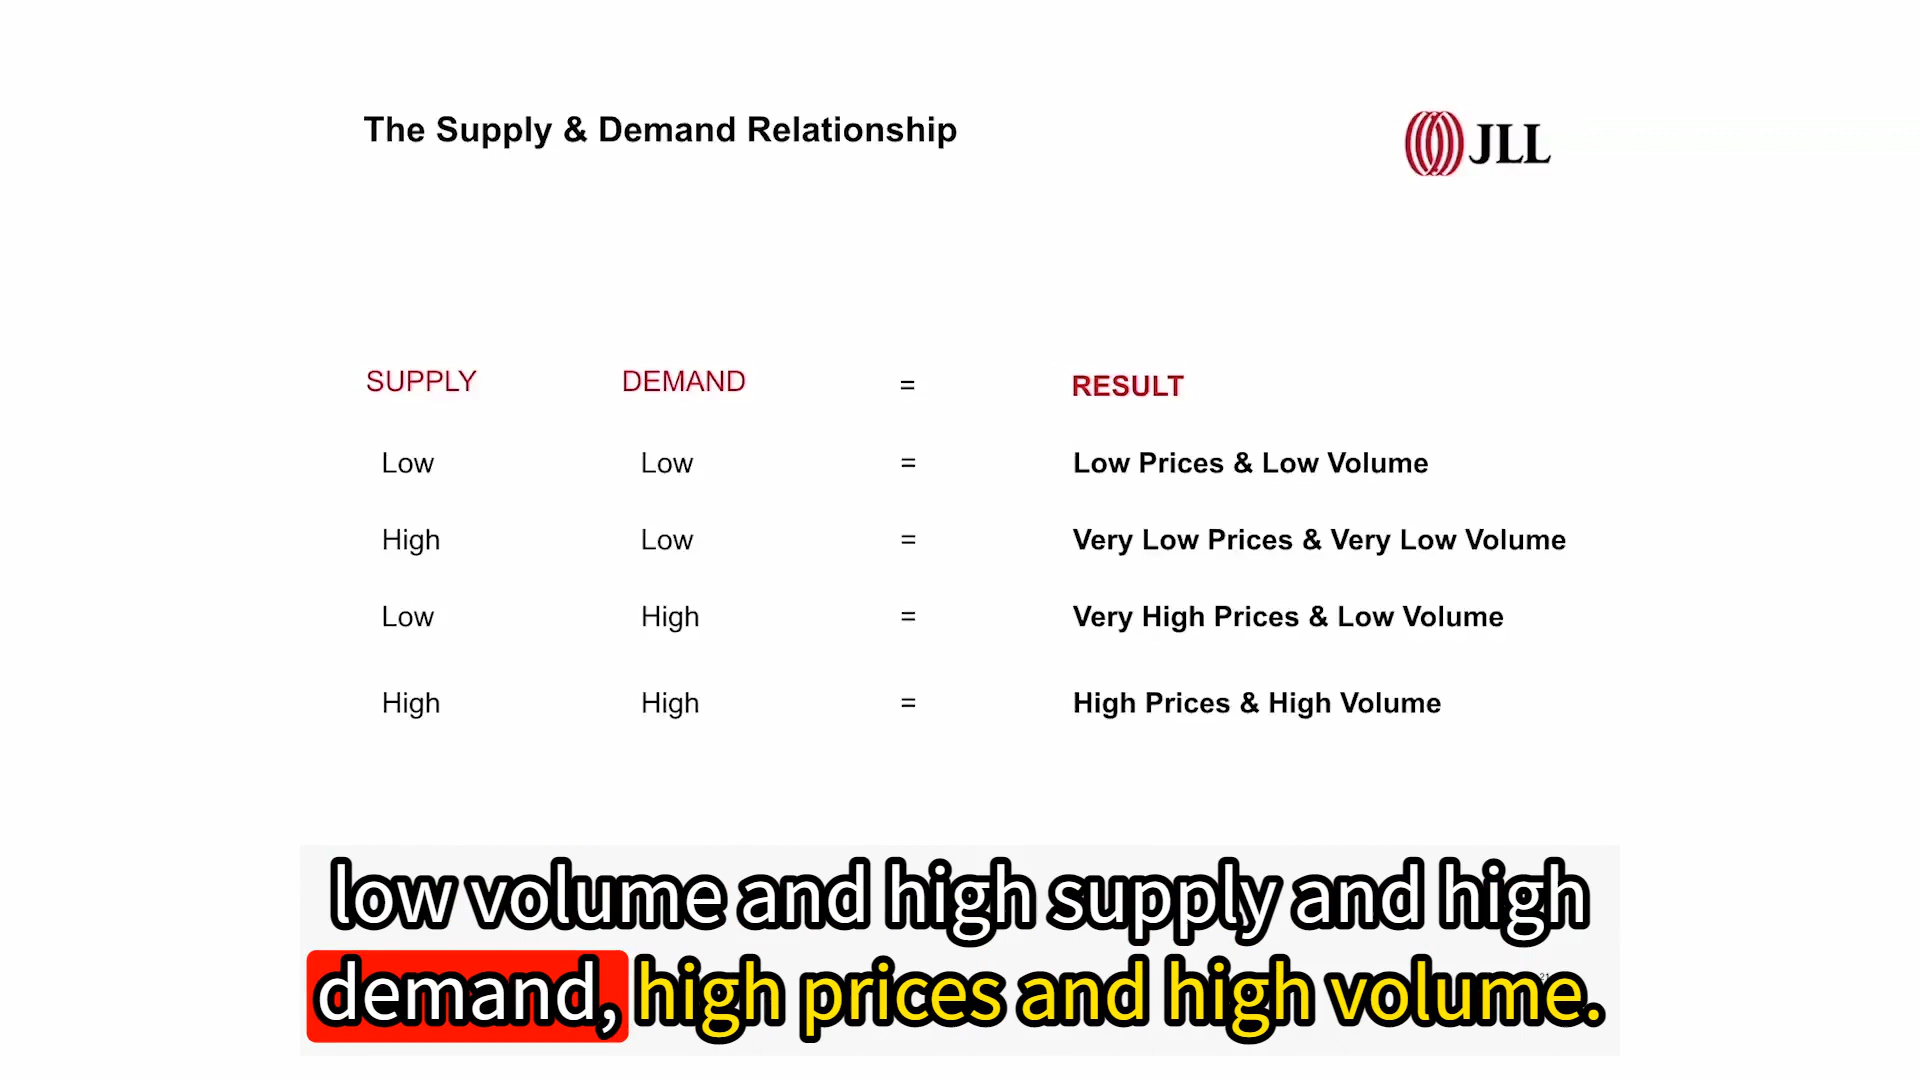 The Supply & Demand Relationship
JLL
SUPPLY DEMAND = RESULT
Low Low = Low Prices & Low Volume
High Low = Very Low Prices & Very Low Volume
Low High = Very High Prices & Low Volume
High High = High Prices & High Volume
low volume and high supply and high
demand, high prices and high volume.
21